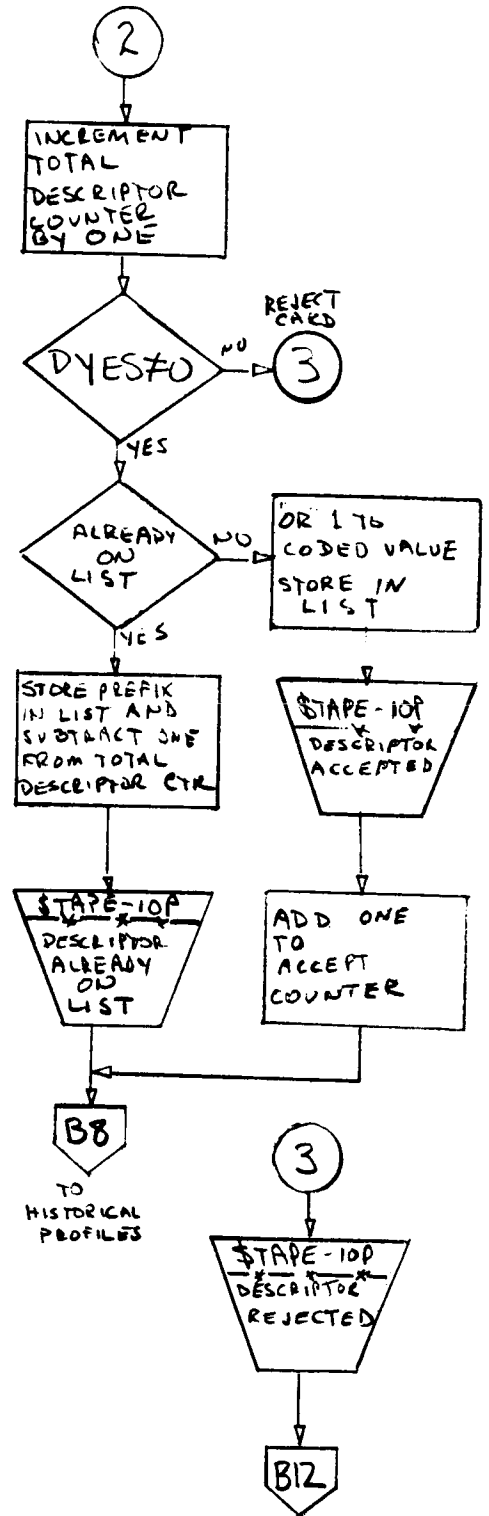 2
INCREMENT
TOTAL
DESCRIPTOR
COUNTER
BY ONE
DYES≠0
NO
REJECT
CARD
3
YES
ALREADY
ON
LIST
NO
OR 1 TO
CODED VALUE
STORE IN
LIST
YES
STORE PREFIX
IN LIST AND
SUBTRACT ONE
FROM TOTAL
DESCRIPTOR CTR
$TAPE-IOP
DESCRIPTOR
ACCEPTED
$TAPE-IOP
DESCRIPTOR
ALREADY
ON
LIST
ADD ONE
TO
ACCEPT
COUNTER
B8
TO
HISTORICAL
PROFILES
3
$TAPE-IOP
DESCRIPTOR
REJECTED
B12